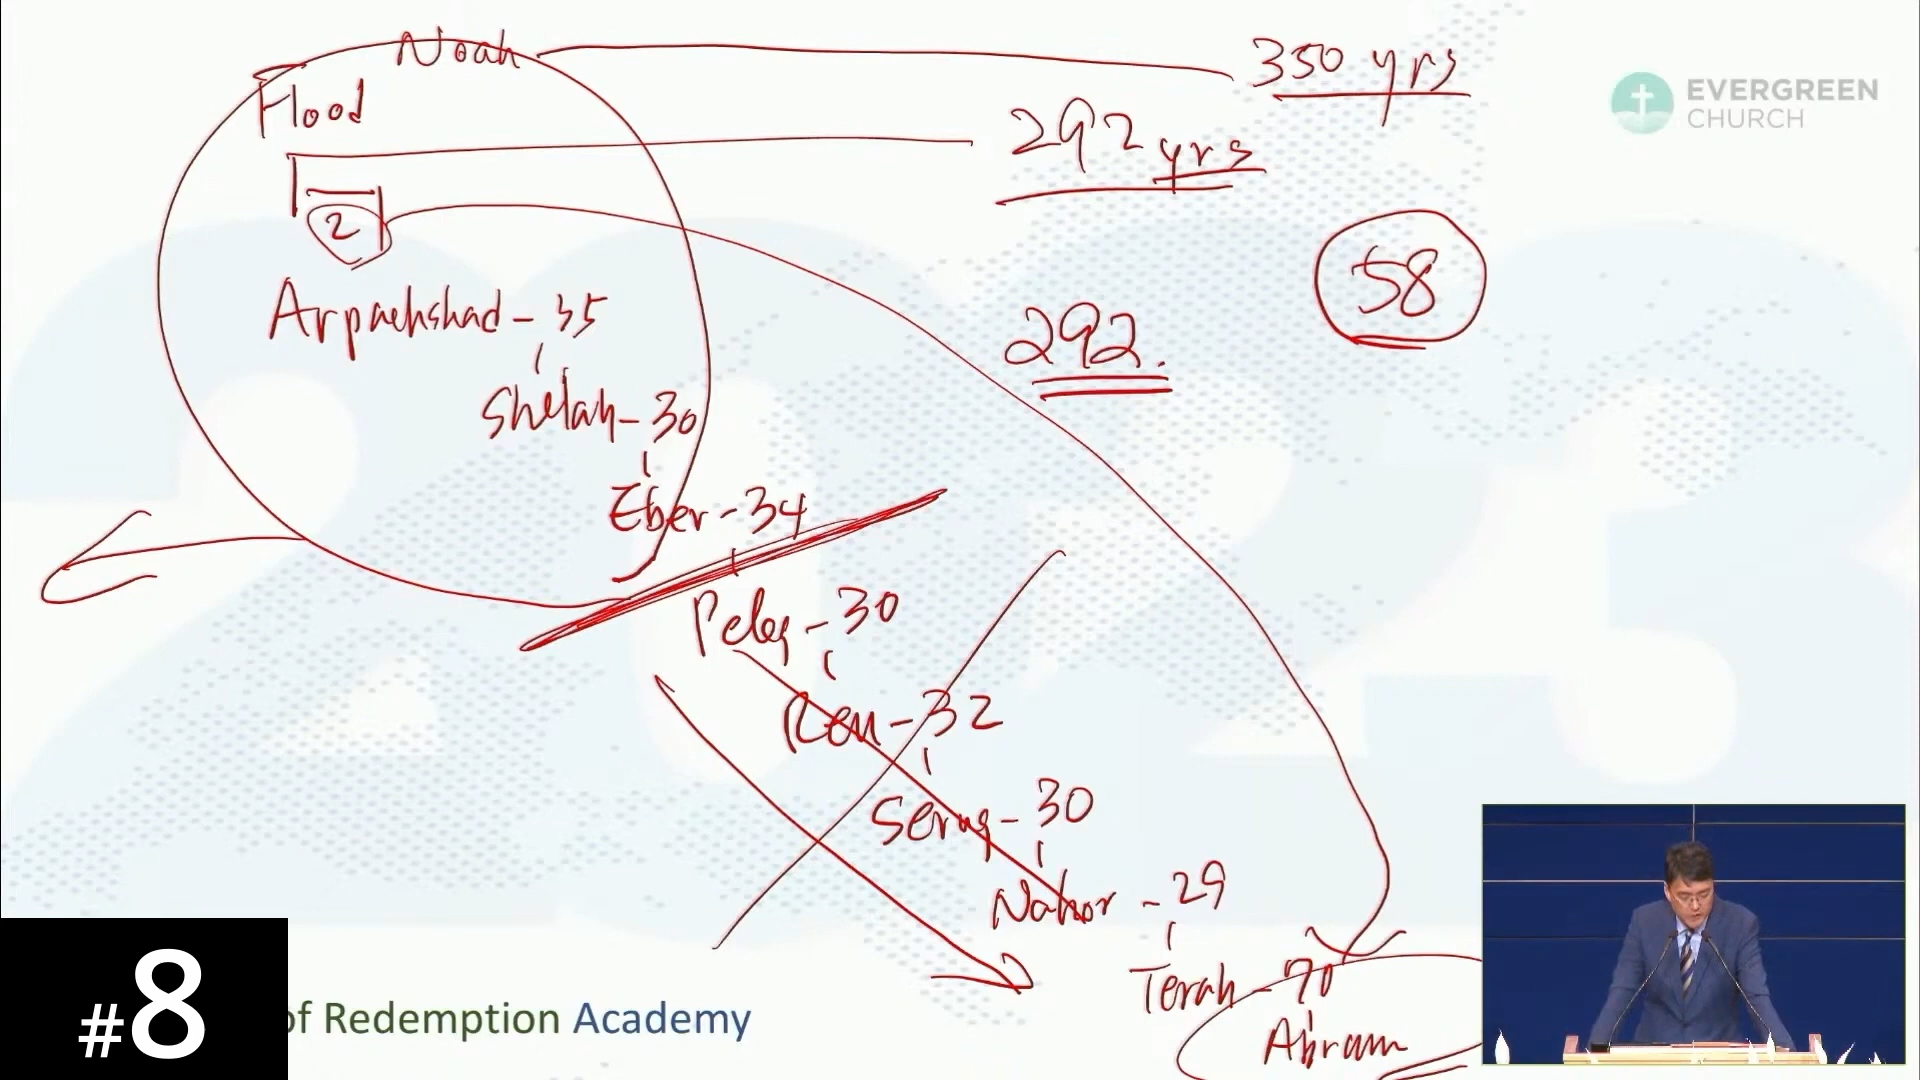 Noah
350 yrs
EVERGREEN
CHURCH
Flood
292 yrs
2
58
Arpachshad - 35
292.
Shelah - 30
Eber - 34
Peleg - 30
Reu - 32
Serug - 30
Nahor - 29
Terah - 70
Abram
#8
of Redemption Academy